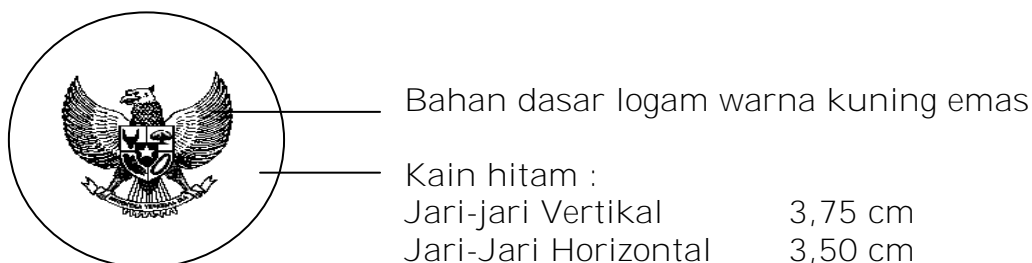 Bahan dasar logam warna kuning emas
Kain hitam :
Jari-jari Vertikal 3,75 cm
Jari-Jari Horizontal 3,50 cm